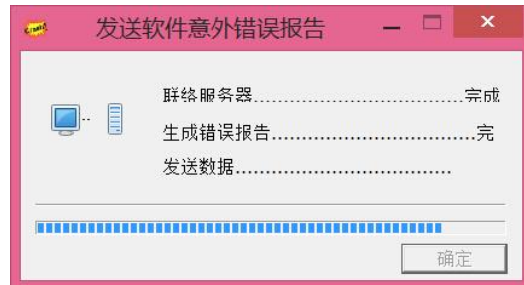 发送软件意外错误报告
联络服务器...................................完成
生成错误报告..................................完
发送数据....................................
确定